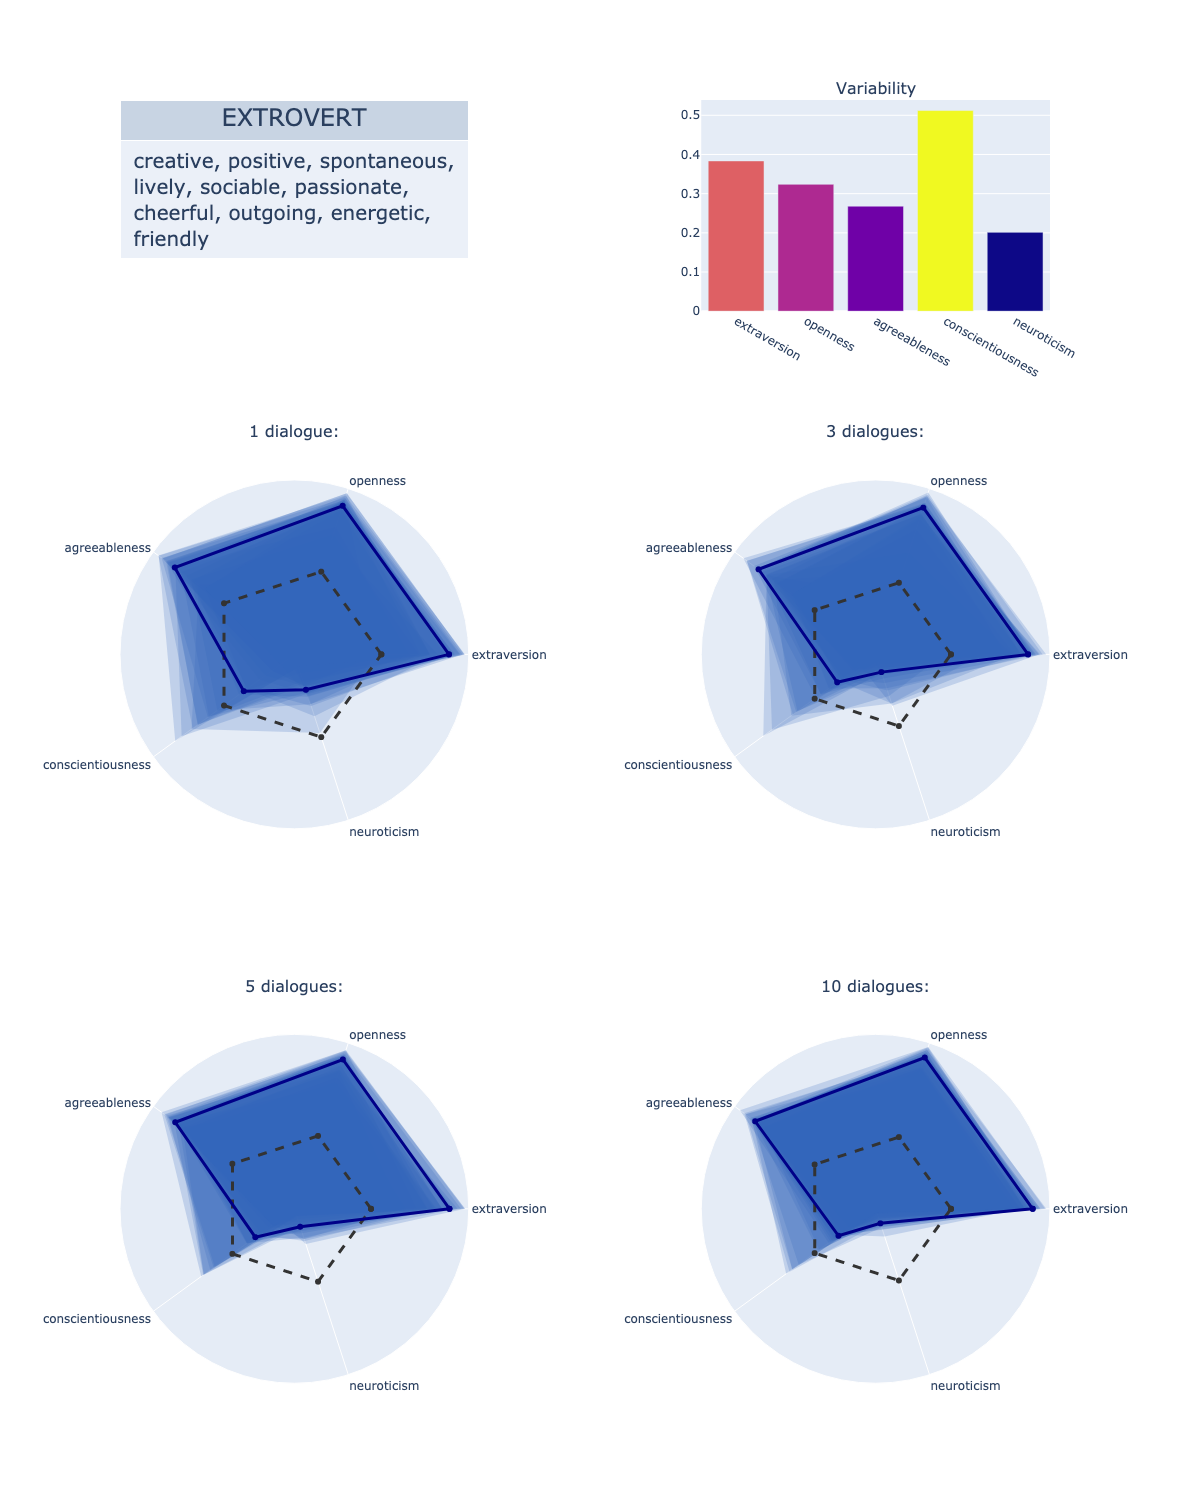 EXTROVERT
creative, positive, spontaneous,
lively, sociable, passionate,
cheerful, outgoing, energetic,
friendly
Variability
0.5
0.4
0.3
0.2
0.1
0
extraversion
openness
agreeableness
conscientiousness
neuroticism
1 dialogue:
openness
agreeableness
extraversion
conscientiousness
neuroticism
3 dialogues:
openness
agreeableness
extraversion
conscientiousness
neuroticism
5 dialogues:
openness
agreeableness
extraversion
conscientiousness
neuroticism
10 dialogues:
openness
agreeableness
extraversion
conscientiousness
neuroticism